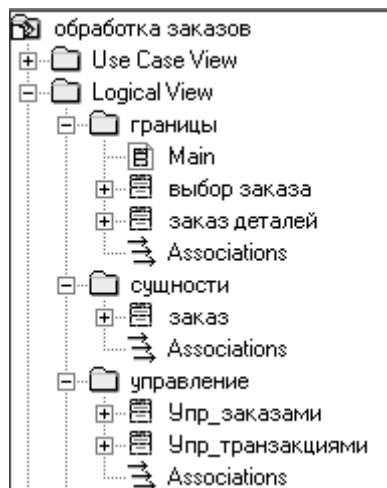 обработка заказов
Use Case View
Logical View
границы
Main
выбор заказа
заказ деталей
Associations
сущности
заказ
Associations
управление
Упр_заказами
Упр_транзакциями
Associations